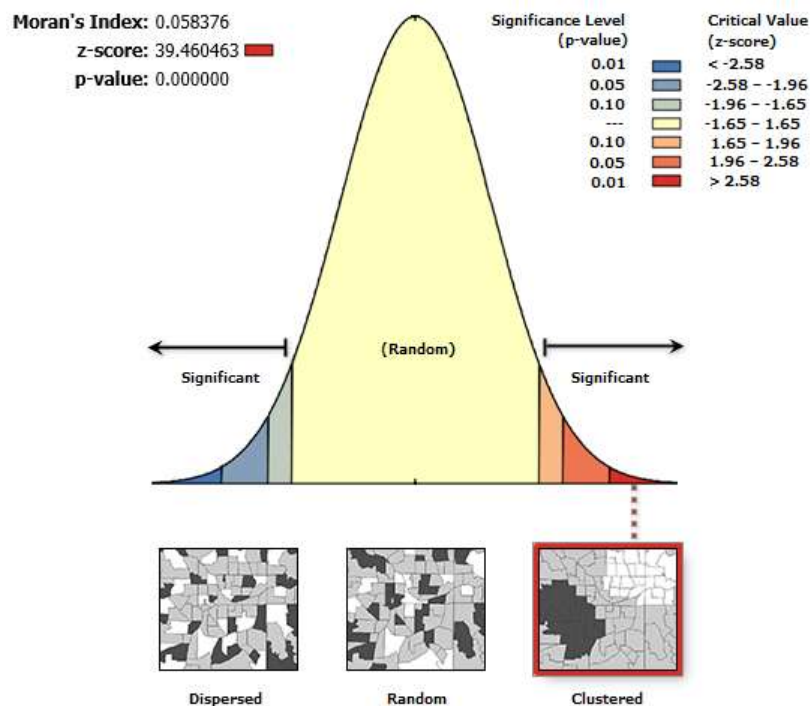 Moran's Index: 0.058376
z-score: 39.460463
p-value: 0.000000
Significance Level
(p-value)
Critical Value
(z-score)
0.01 < -2.58
0.05 -2.58 – -1.96
0.10 -1.96 – -1.65
--- -1.65 – 1.65
0.10 1.65 – 1.96
0.05 1.96 – 2.58
0.01 > 2.58
(Random)
Significant
Significant
Dispersed
Random
Clustered